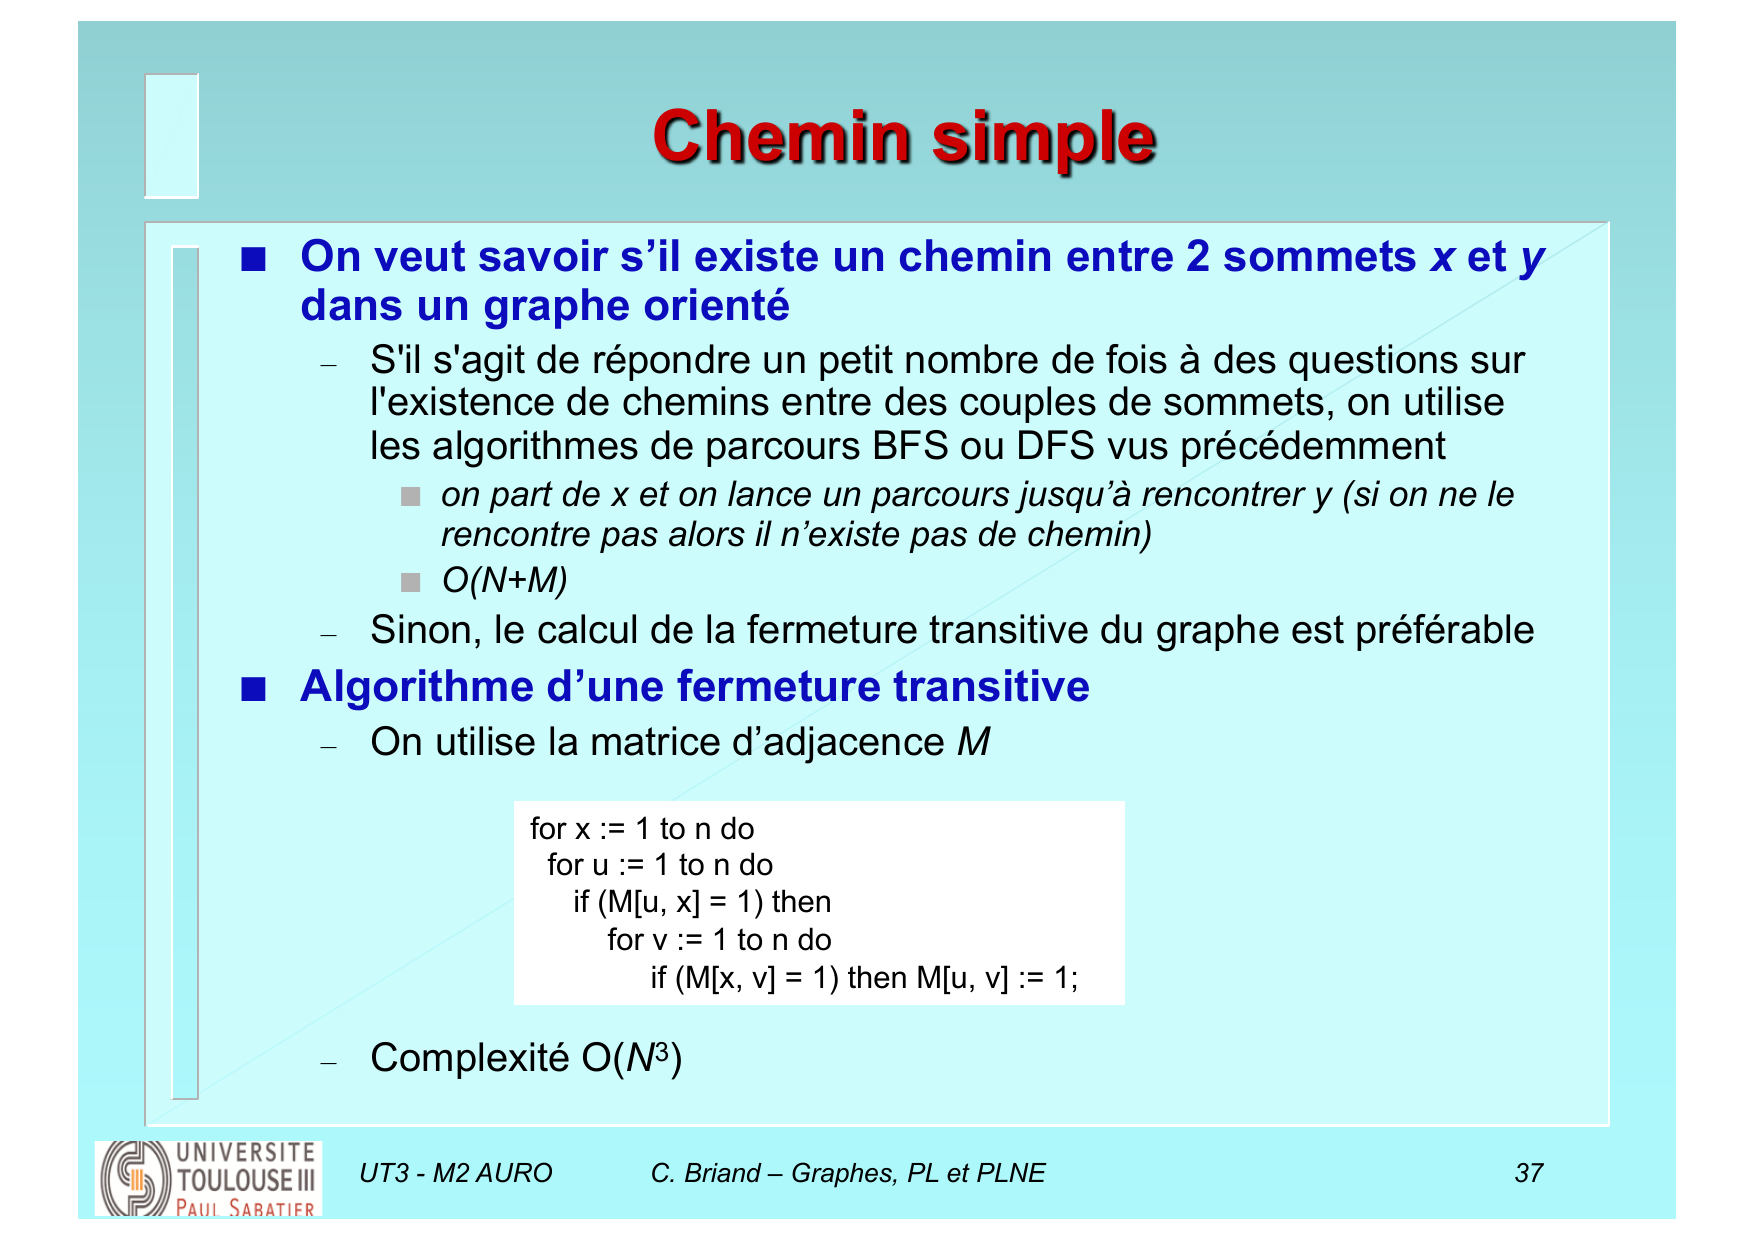 Chemin simple
On veut savoir s’il existe un chemin entre 2 sommets x et y
dans un graphe orienté
– S'il s'agit de répondre un petit nombre de fois à des questions sur
l'existence de chemins entre des couples de sommets, on utilise
les algorithmes de parcours BFS ou DFS vus précédemment
on part de x et on lance un parcours jusqu’à rencontrer y (si on ne le
rencontre pas alors il n’existe pas de chemin)
O(N+M)
– Sinon, le calcul de la fermeture transitive du graphe est préférable
Algorithme d’une fermeture transitive
– On utilise la matrice d’adjacence M
for x := 1 to n do
for u := 1 to n do
if (M[u, x] = 1) then
for v := 1 to n do
if (M[x, v] = 1) then M[u, v] := 1;
– Complexité O(N³)
UNIVERSITE
TOULOUSE III
PAUL SABATIER
UT3 - M2 AURO C. Briand – Graphes, PL et PLNE 37